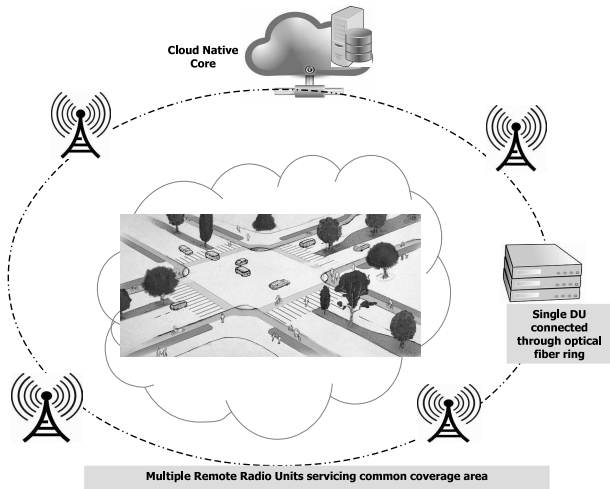 Cloud Native
Core
Single DU
connected
through optical
fiber ring
Multiple Remote Radio Units servicing common coverage area